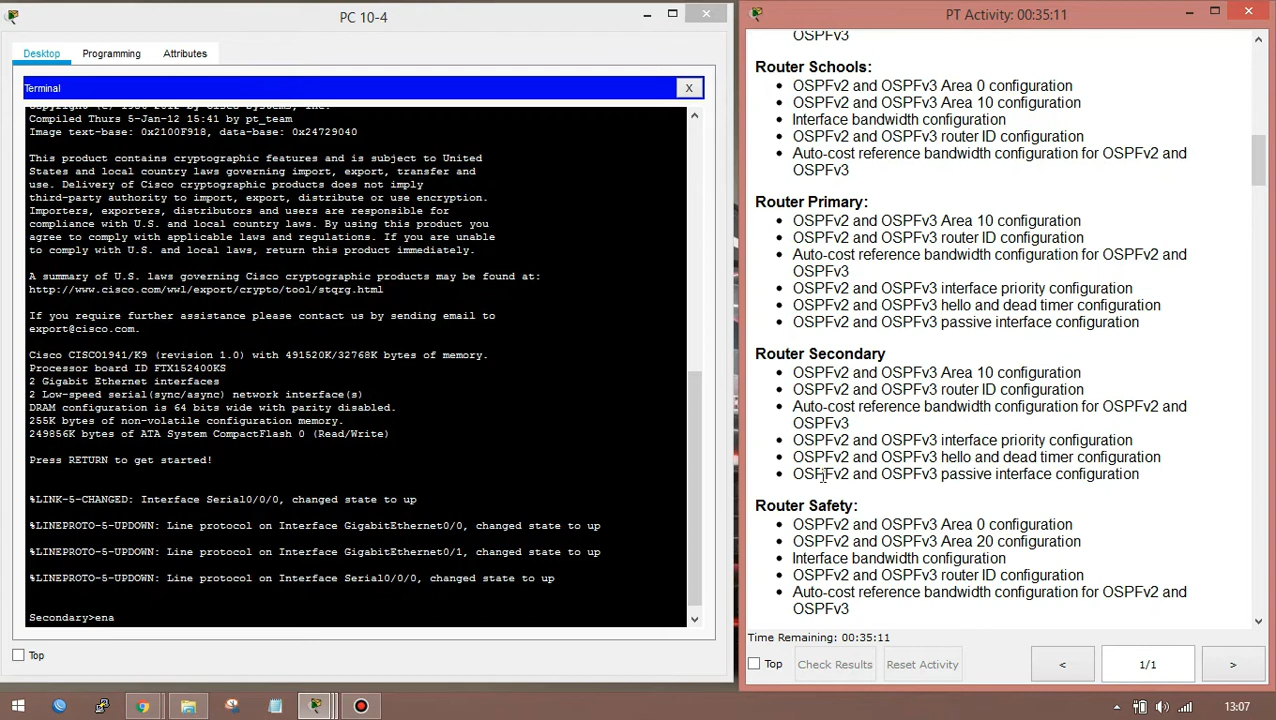 PC 10-4
Desktop
Programming
Attributes
Terminal
X
Copyright (c) 1986-2012 by Cisco Systems, Inc.
Compiled Thurs 5-Jan-12 15:41 by pt_team
Image text-base: 0x2100F918, data-base: 0x24729040
This product contains cryptographic features and is subject to United
States and local country laws governing import, export, transfer and
use. Delivery of Cisco cryptographic products does not imply
third-party authority to import, export, distribute or use encryption.
Importers, exporters, distributors and users are responsible for
compliance with U.S. and local country laws. By using this product you
agree to comply with applicable laws and regulations. If you are unable
to comply with U.S. and local laws, return this product immediately.
A summary of U.S. laws governing Cisco cryptographic products may be found at:
http://www.cisco.com/wwl/export/crypto/tool/stqrg.html
If you require further assistance please contact us by sending email to
export@cisco.com.
Cisco CISCO1941/K9 (revision 1.0) with 491520K/32768K bytes of memory.
Processor board ID FTX152400KS
2 Gigabit Ethernet interfaces
2 Low-speed serial(sync/async) network interface(s)
DRAM configuration is 64 bits wide with parity disabled.
255K bytes of non-volatile configuration memory.
249856K bytes of ATA System CompactFlash 0 (Read/Write)
Press RETURN to get started!
%LINK-5-CHANGED: Interface Serial0/0/0, changed state to up
%LINEPROTO-5-UPDOWN: Line protocol on Interface GigabitEthernet0/0, changed state to up
%LINEPROTO-5-UPDOWN: Line protocol on Interface GigabitEthernet0/1, changed state to up
%LINEPROTO-5-UPDOWN: Line protocol on Interface Serial0/0/0, changed state to up
Secondary>ena
Top
PT Activity: 00:35:11
OSPFv3
Router Schools:
OSPFv2 and OSPFv3 Area 0 configuration
OSPFv2 and OSPFv3 Area 10 configuration
Interface bandwidth configuration
OSPFv2 and OSPFv3 router ID configuration
Auto-cost reference bandwidth configuration for OSPFv2 and
OSPFv3
Router Primary:
OSPFv2 and OSPFv3 Area 10 configuration
OSPFv2 and OSPFv3 router ID configuration
Auto-cost reference bandwidth configuration for OSPFv2 and
OSPFv3
OSPFv2 and OSPFv3 interface priority configuration
OSPFv2 and OSPFv3 hello and dead timer configuration
OSPFv2 and OSPFv3 passive interface configuration
Router Secondary
OSPFv2 and OSPFv3 Area 10 configuration
OSPFv2 and OSPFv3 router ID configuration
Auto-cost reference bandwidth configuration for OSPFv2 and
OSPFv3
OSPFv2 and OSPFv3 interface priority configuration
OSPFv2 and OSPFv3 hello and dead timer configuration
OSPFv2 and OSPFv3 passive interface configuration
Router Safety:
OSPFv2 and OSPFv3 Area 0 configuration
OSPFv2 and OSPFv3 Area 20 configuration
Interface bandwidth configuration
OSPFv2 and OSPFv3 router ID configuration
Auto-cost reference bandwidth configuration for OSPFv2 and
OSPFv3
Time Remaining: 00:35:11
Top
Check Results
Reset Activity
<
1/1
>
13:07